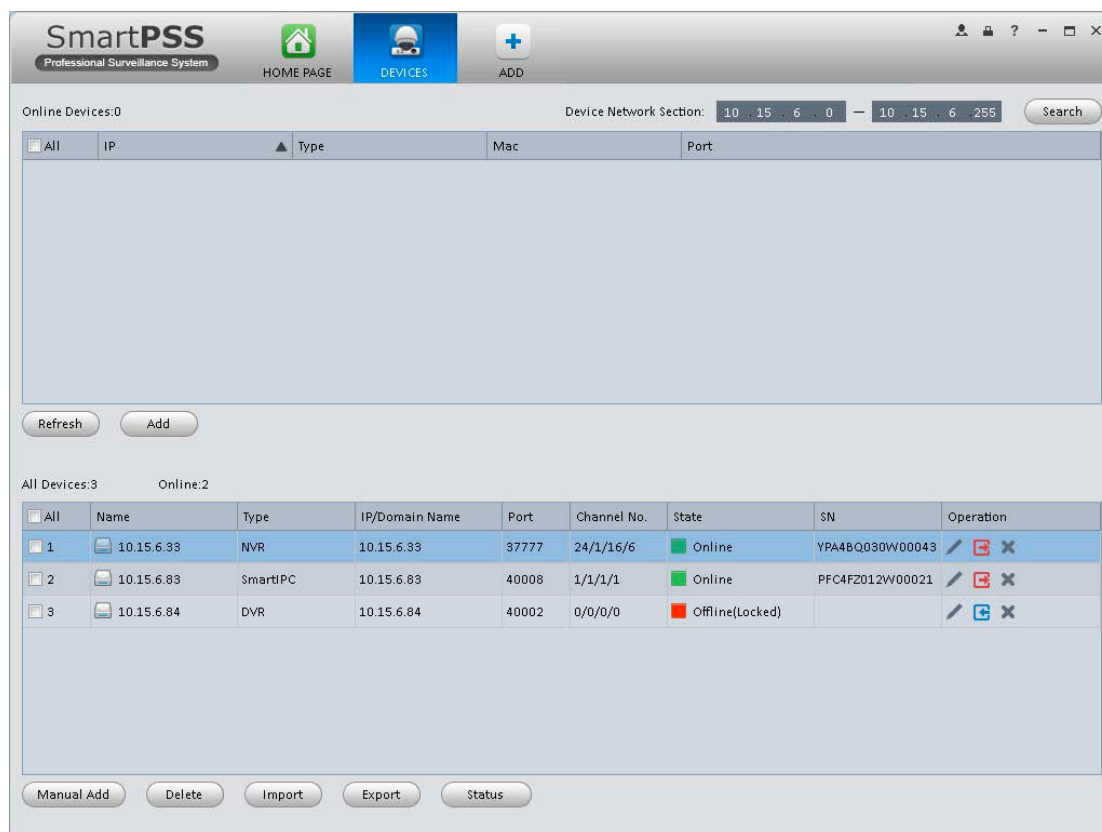 SmartPSS
Professional Surveillance System
HOME PAGE
DEVICES
ADD
?
Online Devices:0
Device Network Section: 10 . 15 . 6 . 0 — 10 . 15 . 6 .255 Search
All IP Type Mac Port
Refresh Add
All Devices:3 Online:2
All Name Type IP/Domain Name Port Channel No. State SN Operation
1 10.15.6.33 NVR 10.15.6.33 37777 24/1/16/6 Online YPA4BQ030W00043
2 10.15.6.83 SmartIPC 10.15.6.83 40008 1/1/1/1 Online PFC4FZ012W00021
3 10.15.6.84 DVR 10.15.6.84 40002 0/0/0/0 Offline(Locked)
Manual Add Delete Import Export Status